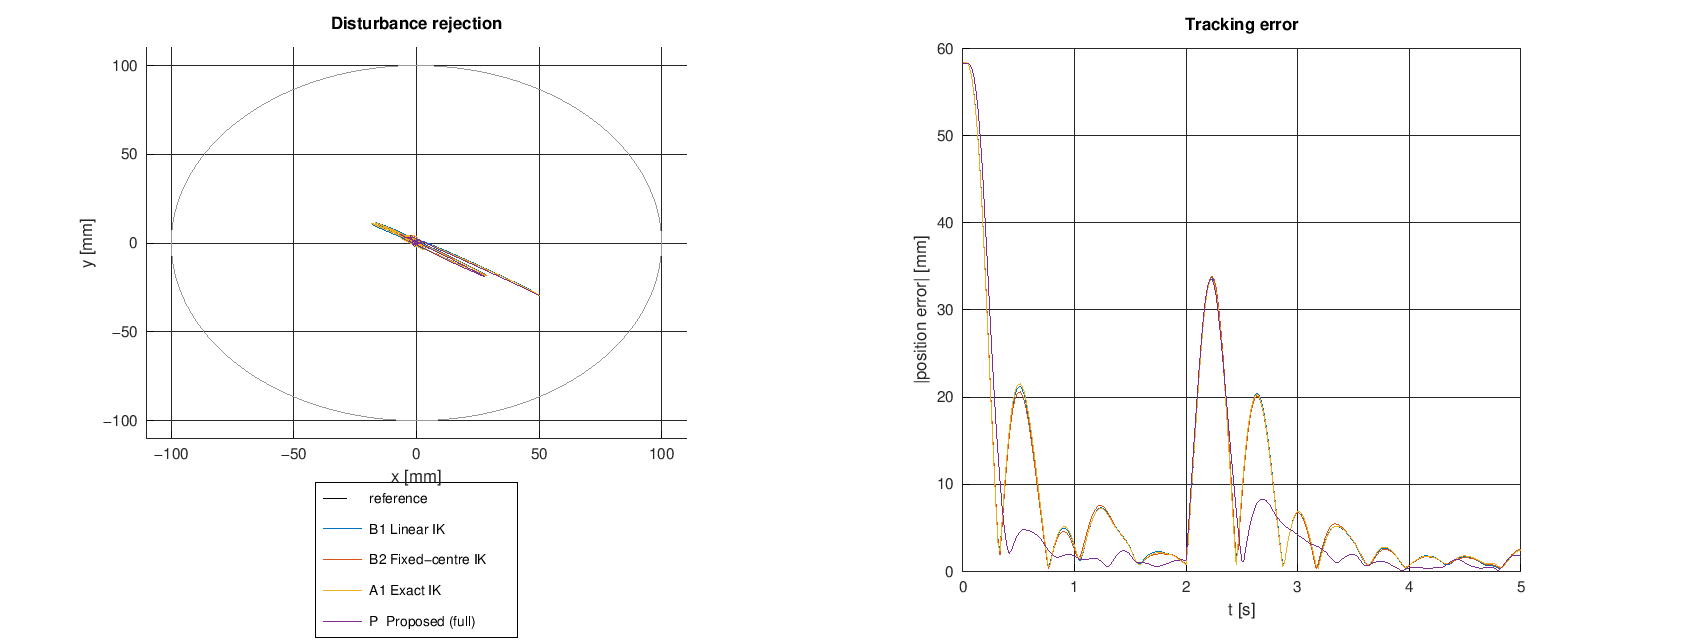 Disturbance rejection
100
50
0
−50
−100
y [mm]
−100 −50 0 50 100
x [mm]
reference
B1 Linear IK
B2 Fixed−centre IK
A1 Exact IK
P Proposed (full)
Tracking error
60
50
40
30
20
10
0
|position error| [mm]
0 1 2 3 4 5
t [s]